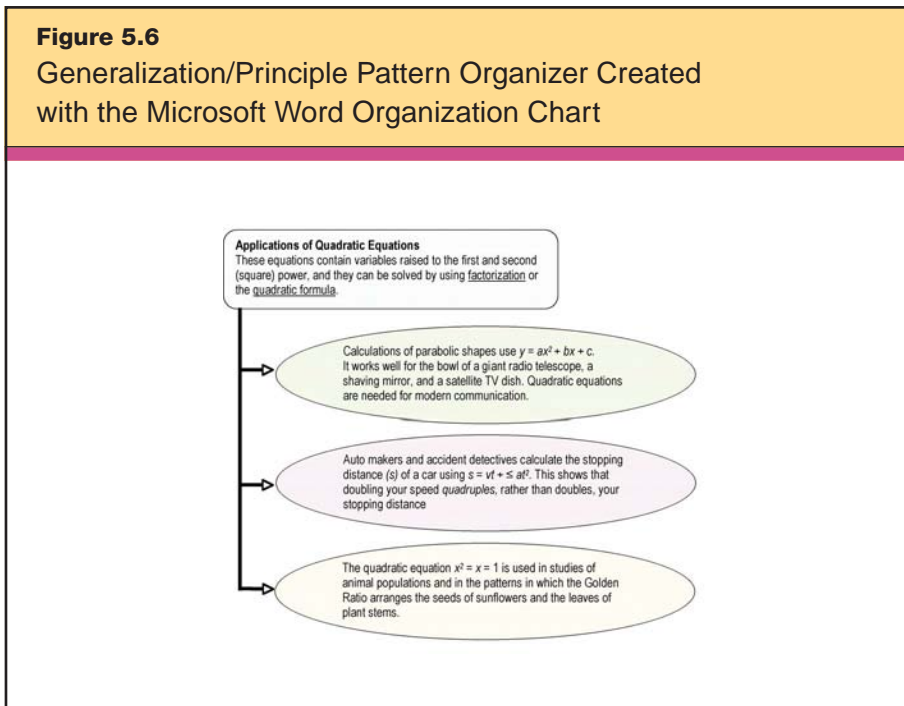 Figure 5.6
Generalization/Principle Pattern Organizer Created
with the Microsoft Word Organization Chart
Applications of Quadratic Equations
These equations contain variables raised to the first and second
(square) power, and they can be solved by using factorization or
the quadratic formula.
Calculations of parabolic shapes use y = ax² + bx + c.
It works well for the bowl of a giant radio telescope, a
shaving mirror, and a satellite TV dish. Quadratic equations
are needed for modern communication.
Auto makers and accident detectives calculate the stopping
distance (s) of a car using s = vt + ≤ at². This shows that
doubling your speed quadruples, rather than doubles, your
stopping distance
The quadratic equation x² = x = 1 is used in studies of
animal populations and in the patterns in which the Golden
Ratio arranges the seeds of sunflowers and the leaves of
plant stems.